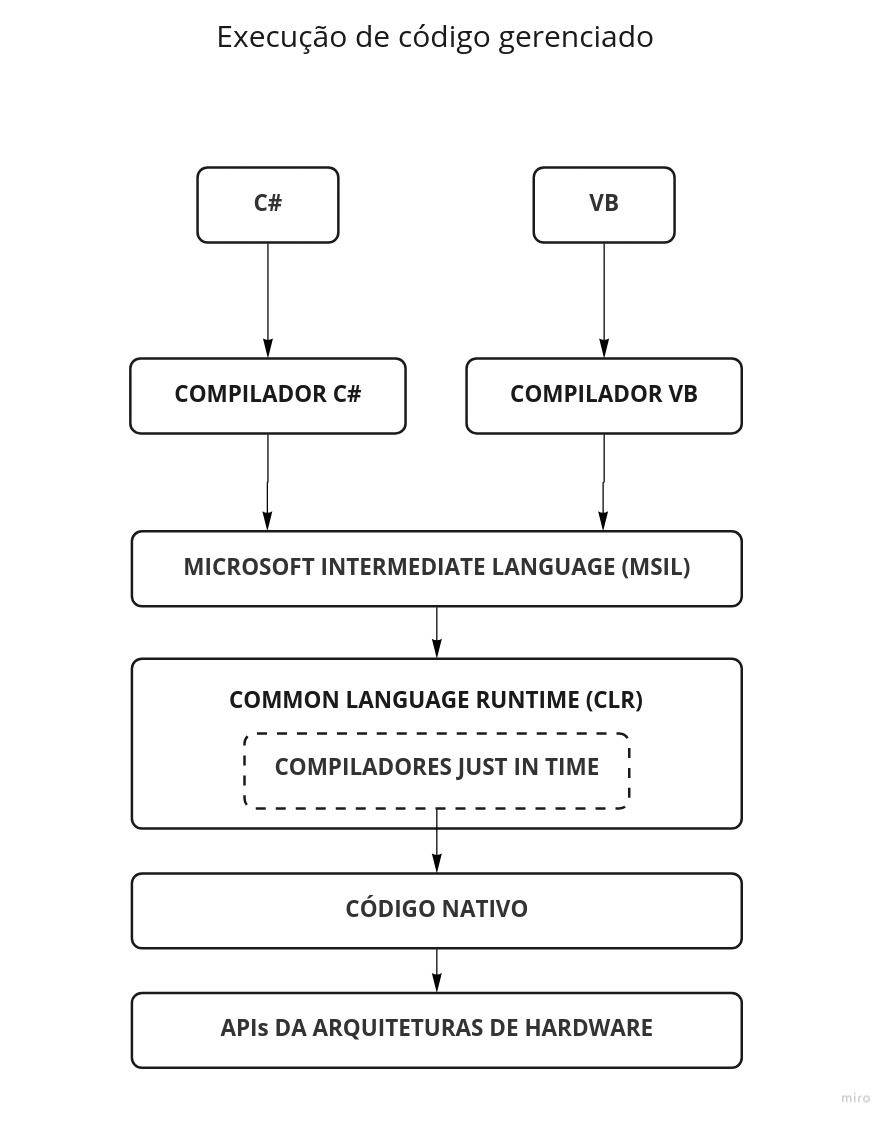 Execução de código gerenciado
C#
VB
COMPILADOR C#
COMPILADOR VB
MICROSOFT INTERMEDIATE LANGUAGE (MSIL)
COMMON LANGUAGE RUNTIME (CLR)
COMPILADORES JUST IN TIME
CÓDIGO NATIVO
APIs DA ARQUITETURAS DE HARDWARE
miro